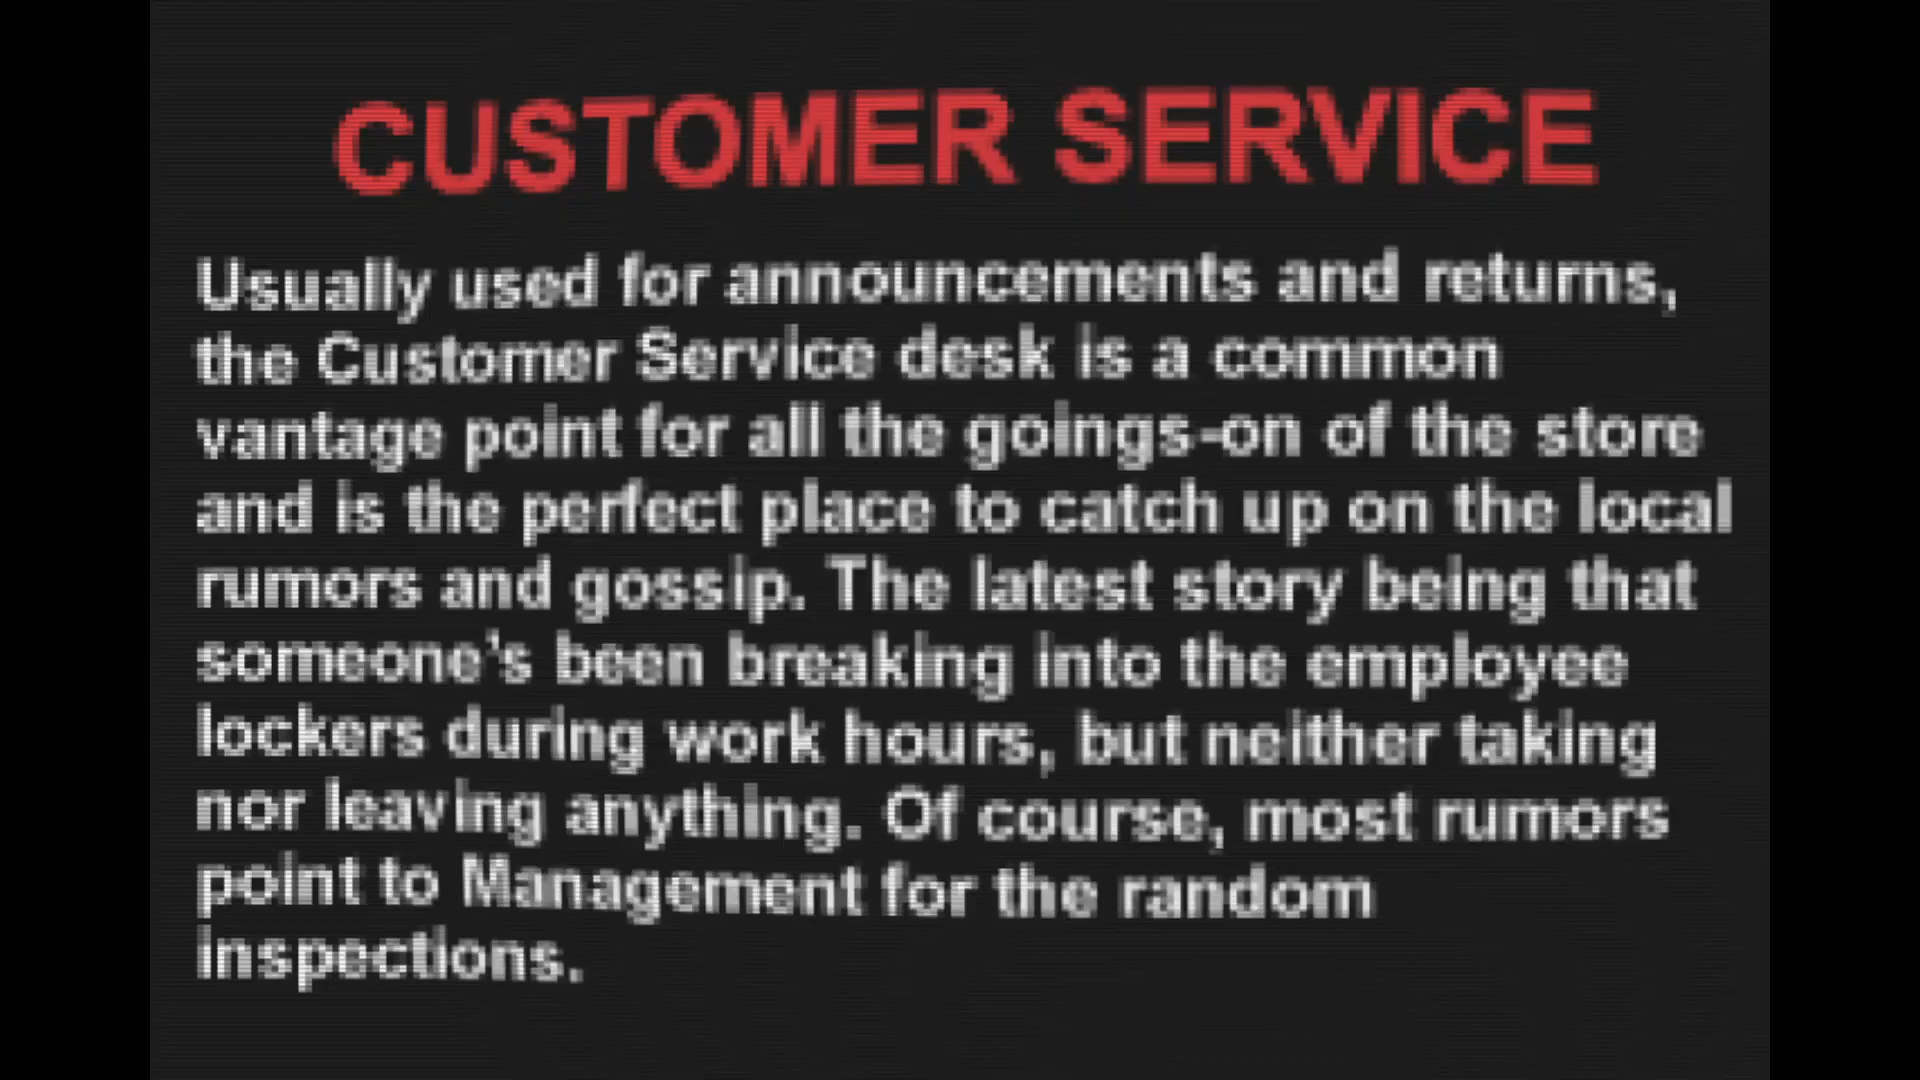 CUSTOMER SERVICE
Usually used for announcements and returns,
the Customer Service desk is a common
vantage point for all the goings-on of the store
and is the perfect place to catch up on the local
rumors and gossip. The latest story being that
someone's been breaking into the employee
lockers during work hours, but neither taking
nor leaving anything. Of course, most rumors
point to Management for the random
inspections.